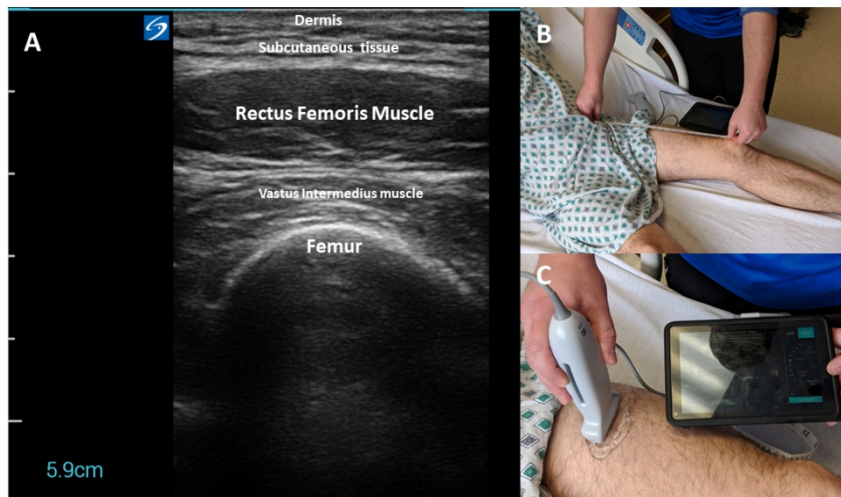 A
Dermis
Subcutaneous tissue
Rectus Femoris Muscle
Vastus Intermedius muscle
Femur
5.9cm
B
C